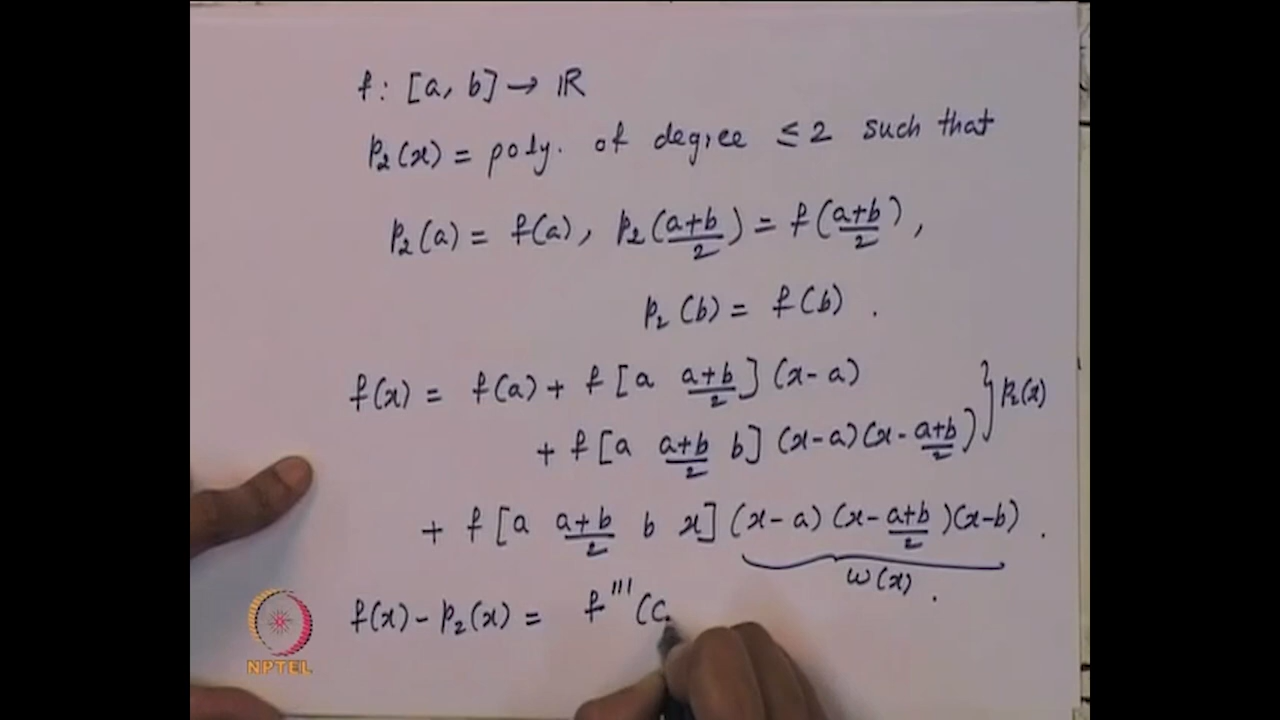 f : [a, b] → ℝ
p₂(x) = poly. of degree ≤ 2 such that
p₂(a) = f(a), p₂((a+b)/2) = f((a+b)/2),
p₂(b) = f(b).
f(x) = f(a) + f[a (a+b)/2](x-a)
+ f[a (a+b)/2 b](x-a)(x-(a+b)/2) } p₂(x)
+ f[a (a+b)/2 b x](x-a)(x-(a+b)/2)(x-b).
w(x).
f(x) - p₂(x) = f'''(c
NPTEL